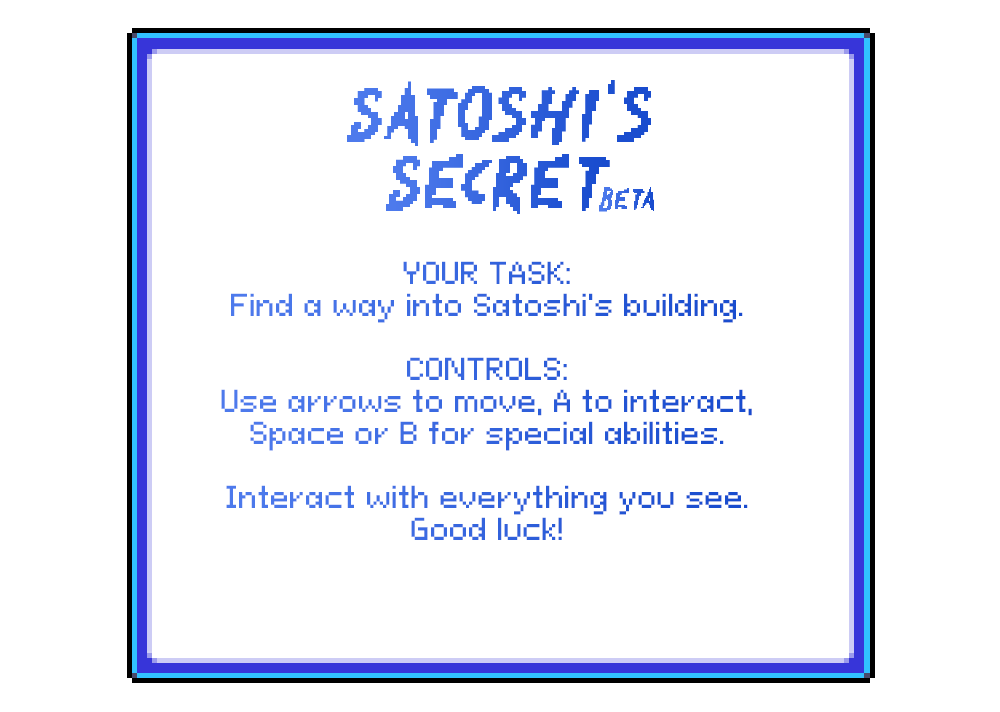 SATOSHI'S
SECRET BETA
YOUR TASK:
Find a way into Satoshi's building.
CONTROLS:
Use arrows to move, A to interact,
Space or B for special abilities.
Interact with everything you see.
Good luck!